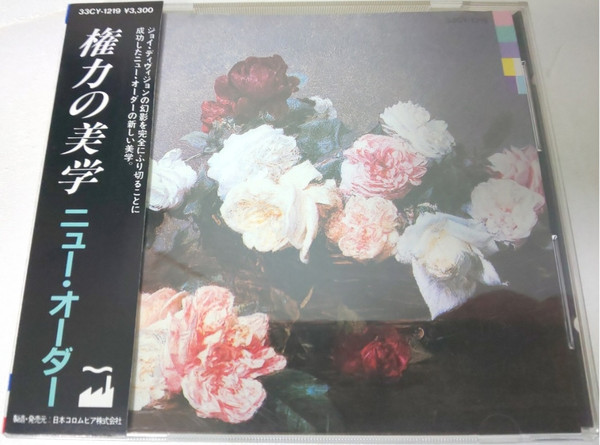 33CY-1219 ¥3,300
ジョイ・ディヴィジョンの幻影を完全にふり切ることに
成功したニュー・オーダーの新しい美学。
権力の美学
ニュー・オーダー
製造・発売元:日本コロムビア株式会社